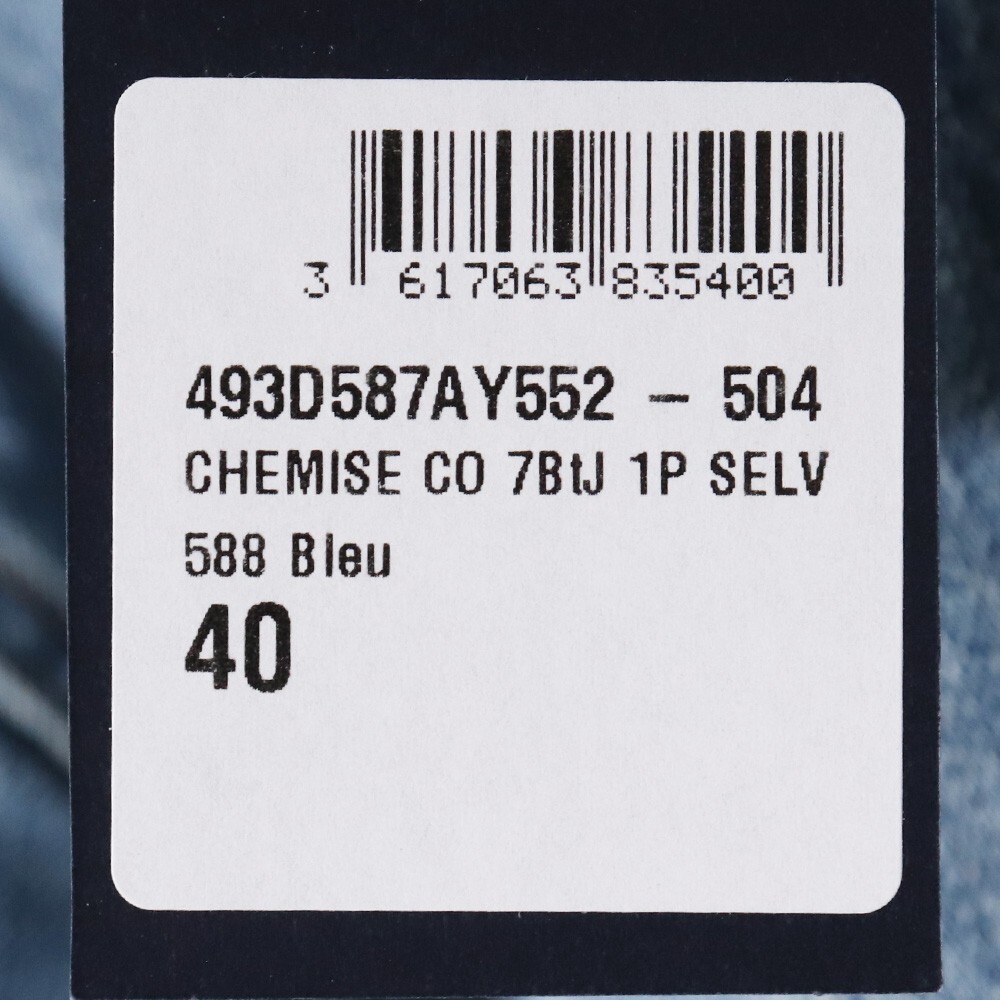 3 617063 835400
493D587AY552 - 504
CHEMISE CO 7BtJ 1P SELV
588 Bleu
40